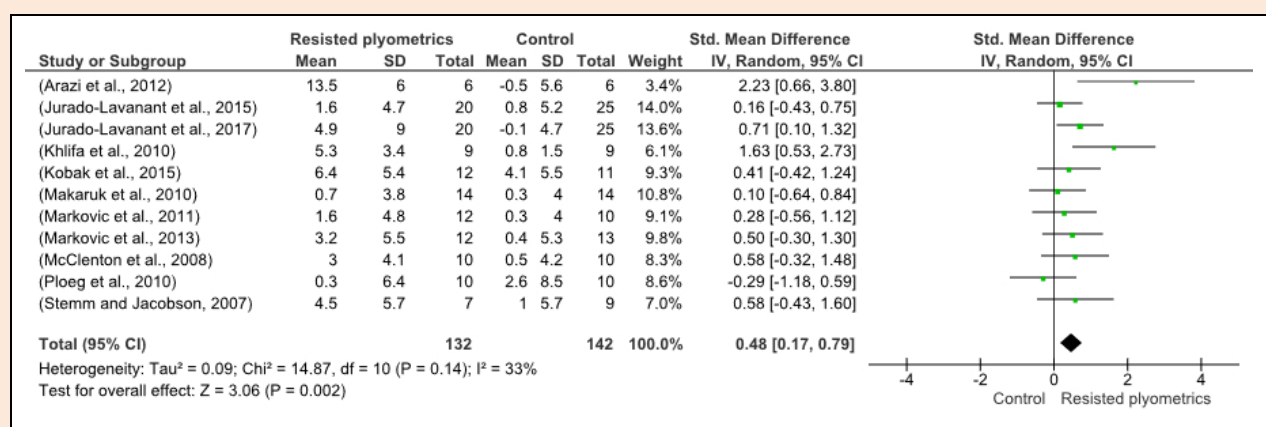 Resisted plyometrics Control Std. Mean Difference Std. Mean Difference
Study or Subgroup Mean SD Total Mean SD Total Weight IV, Random, 95% CI IV, Random, 95% CI
(Arazi et al., 2012) 13.5 6 6 -0.5 5.6 6 3.4% 2.23 [0.66, 3.80]
(Jurado-Lavanant et al., 2015) 1.6 4.7 20 0.8 5.2 25 14.0% 0.16 [-0.43, 0.75]
(Jurado-Lavanant et al., 2017) 4.9 9 20 -0.1 4.7 25 13.6% 0.71 [0.10, 1.32]
(Khlifa et al., 2010) 5.3 3.4 9 0.8 1.5 9 6.1% 1.63 [0.53, 2.73]
(Kobak et al., 2015) 6.4 5.4 12 4.1 5.5 11 9.3% 0.41 [-0.42, 1.24]
(Makaruk et al., 2010) 0.7 3.8 14 0.3 4 14 10.8% 0.10 [-0.64, 0.84]
(Markovic et al., 2011) 1.6 4.8 12 0.3 4 10 9.1% 0.28 [-0.56, 1.12]
(Markovic et al., 2013) 3.2 5.5 12 0.4 5.3 13 9.8% 0.50 [-0.30, 1.30]
(McClenton et al., 2008) 3 4.1 10 0.5 4.2 10 8.3% 0.58 [-0.32, 1.48]
(Ploeg et al., 2010) 0.3 6.4 10 2.6 8.5 10 8.6% -0.29 [-1.18, 0.59]
(Stemm and Jacobson, 2007) 4.5 5.7 7 1 5.7 9 7.0% 0.58 [-0.43, 1.60]
Total (95% CI) 132 142 100.0% 0.48 [0.17, 0.79]
Heterogeneity: Tau² = 0.09; Chi² = 14.87, df = 10 (P = 0.14); I² = 33%
Test for overall effect: Z = 3.06 (P = 0.002)
-4 -2 0 2 4
Control Resisted plyometrics